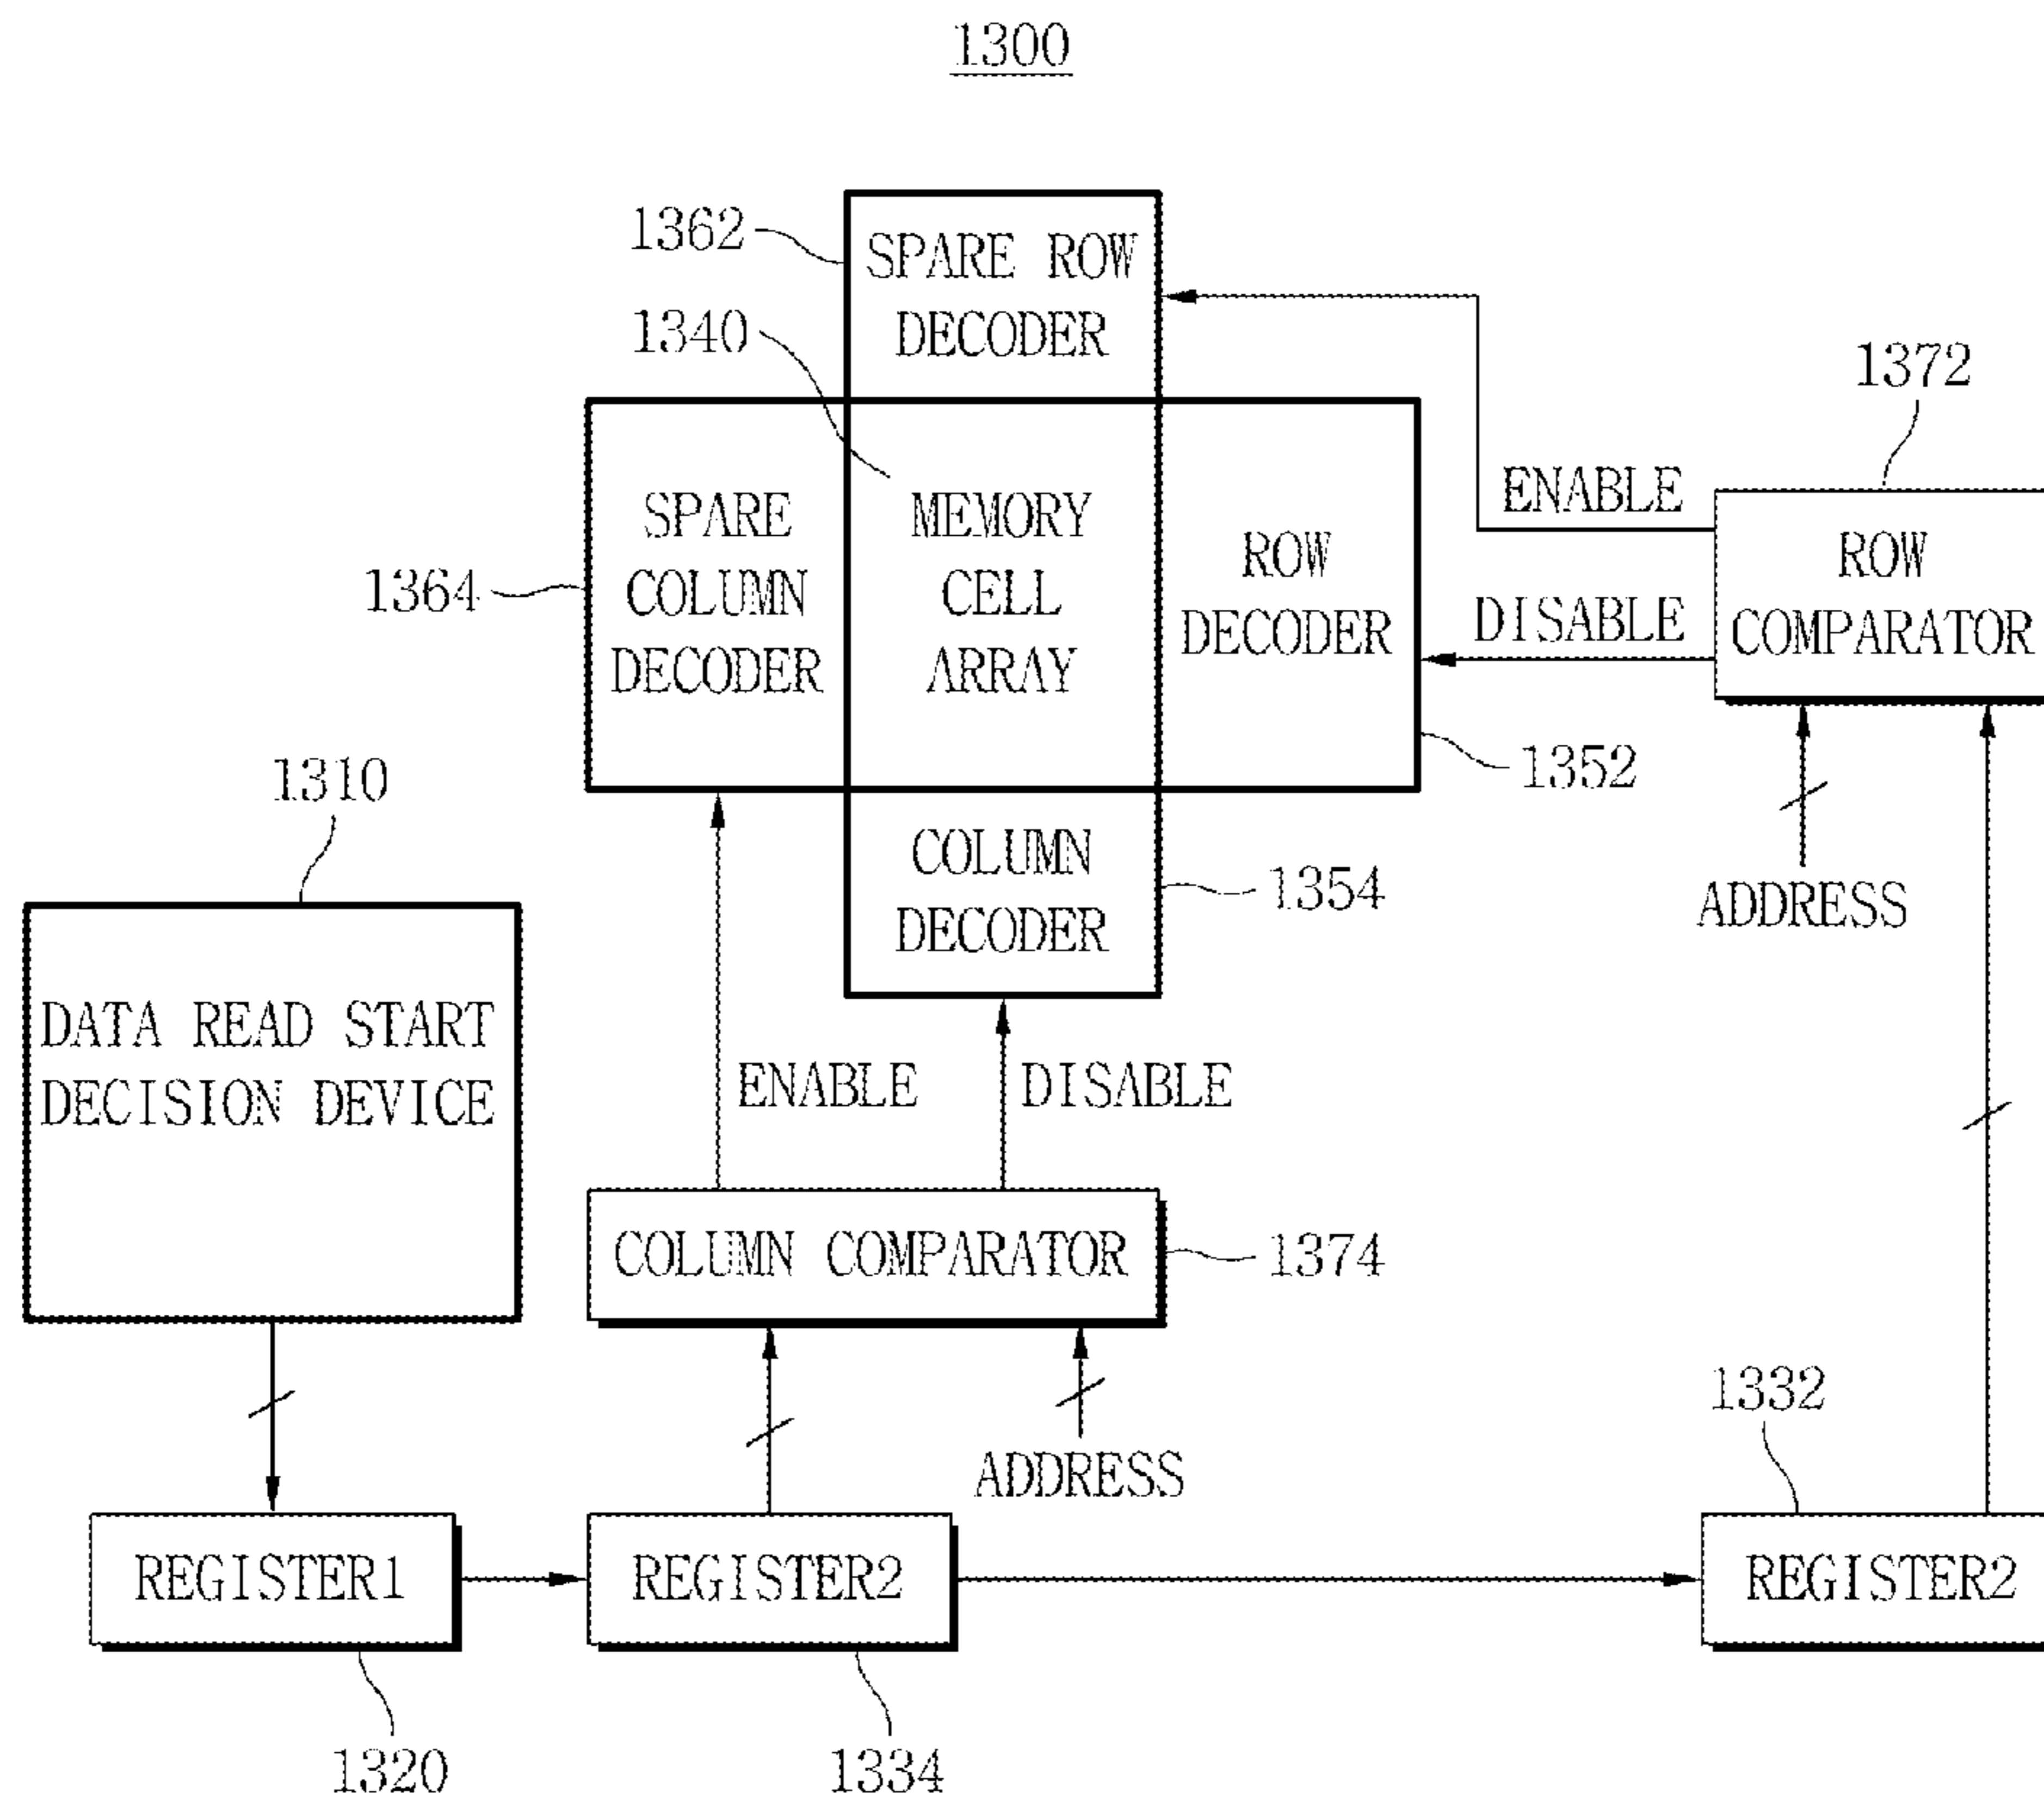 1300
1362
SPARE ROW
DECODER
1340
1372
SPARE
COLUMN
DECODER
MEMORY
CELL
ARRAY
ROW
DECODER
ENABLE
DISABLE
ROW
COMPARATOR
1364
1352
1310
COLUMN
DECODER
1354
ADDRESS
DATA READ START
DECISION DEVICE
ENABLE
DISABLE
COLUMN COMPARATOR
1374
1332
ADDRESS
REGISTER1
REGISTER2
REGISTER2
1320
1334